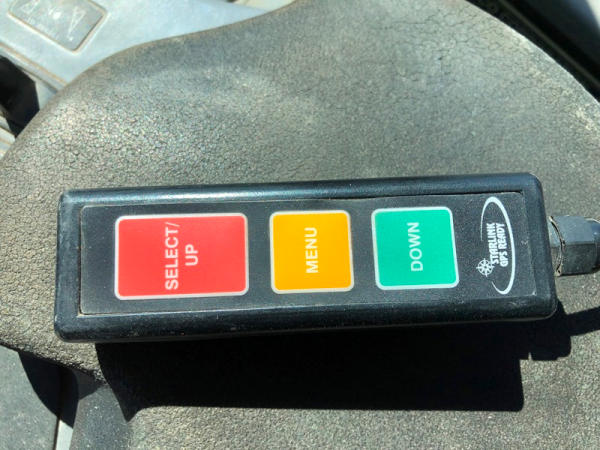 SELECT/
UP
MENU
DOWN
STARLINK
GPS READY